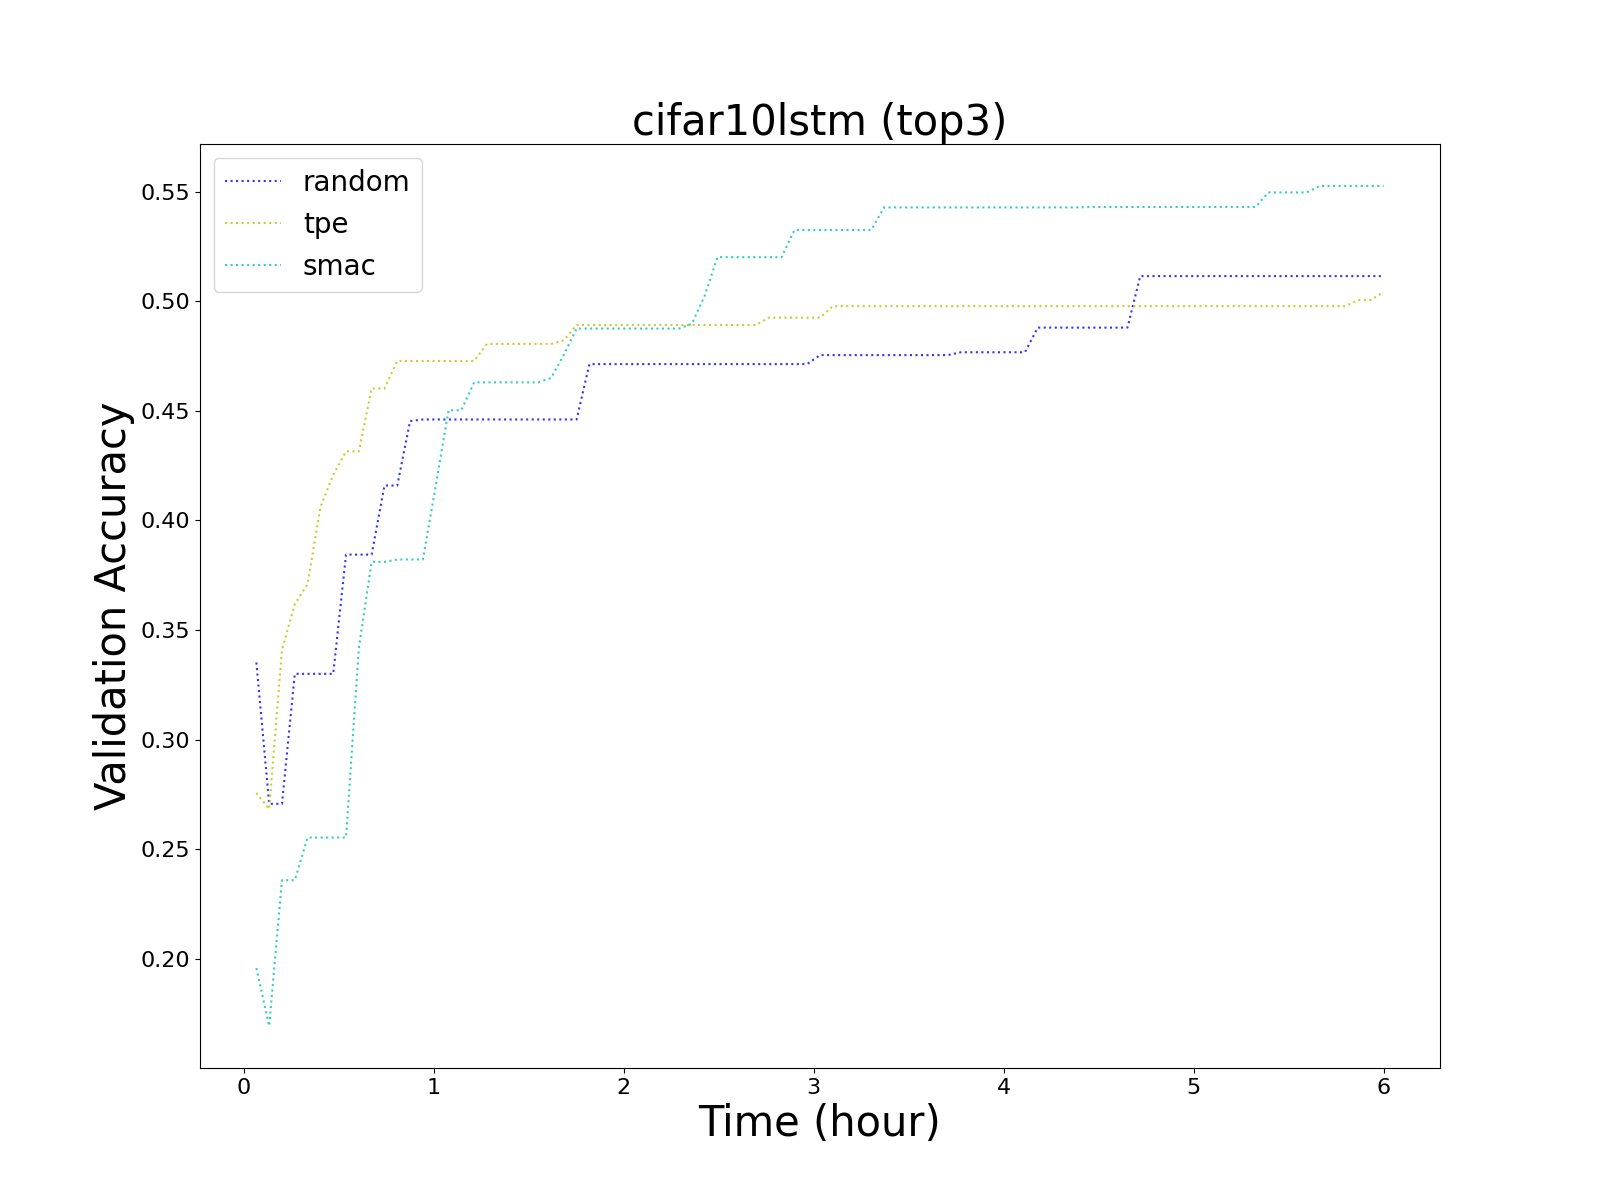 cifar10lstm (top3)
random
tpe
smac
Validation Accuracy
0.55
0.50
0.45
0.40
0.35
0.30
0.25
0.20
0 1 2 3 4 5 6
Time (hour)